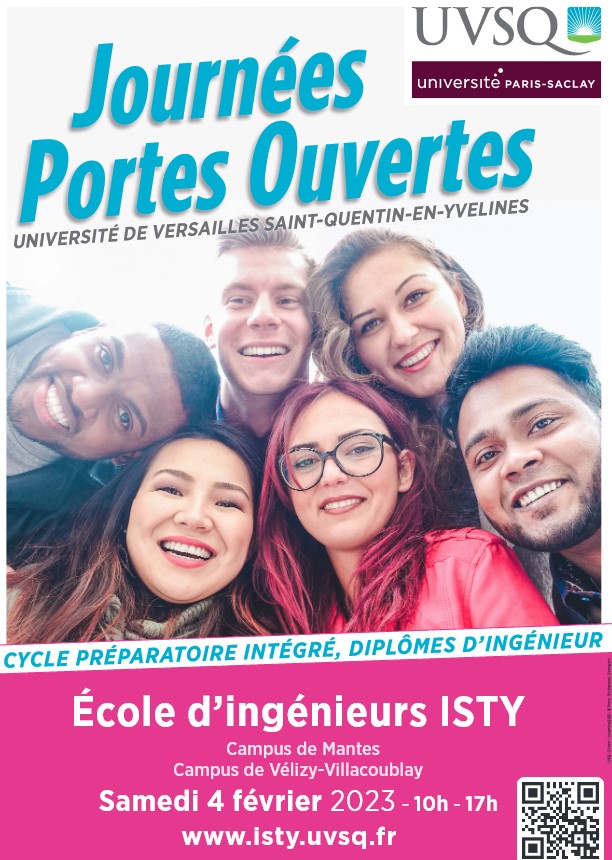 UVSQ
université PARIS-SACLAY
Journées
Portes Ouvertes
UNIVERSITÉ DE VERSAILLES SAINT-QUENTIN-EN-YVELINES
CYCLE PRÉPARATOIRE INTÉGRÉ, DIPLÔMES D'INGÉNIEUR
École d'ingénieurs ISTY
Campus de Mantes
Campus de Vélizy-Villacoublay
Samedi 4 février 2023 - 10h - 17h
www.isty.uvsq.fr